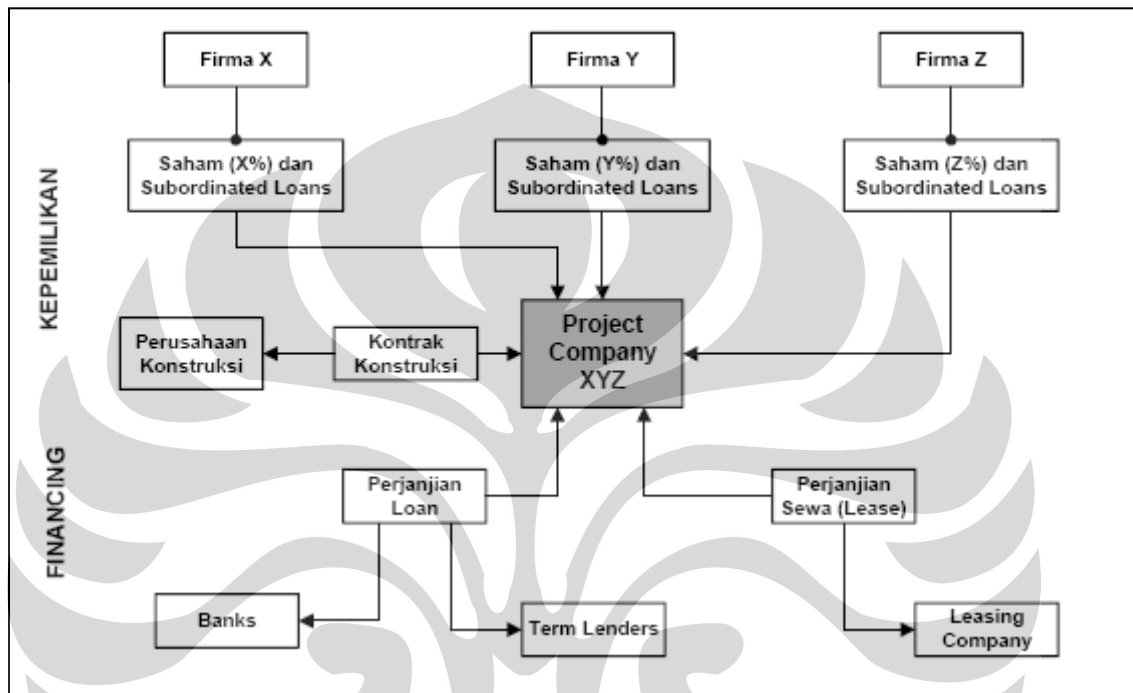 Firma X
Firma Y
Firma Z
Saham (X%) dan
Subordinated Loans
Saham (Y%) dan
Subordinated Loans
Saham (Z%) dan
Subordinated Loans
KEPEMILIKAN
Perusahaan
Konstruksi
Kontrak
Konstruksi
Project
Company
XYZ
FINANCING
Perjanjian
Loan
Perjanjian
Sewa (Lease)
Banks
Term Lenders
Leasing
Company